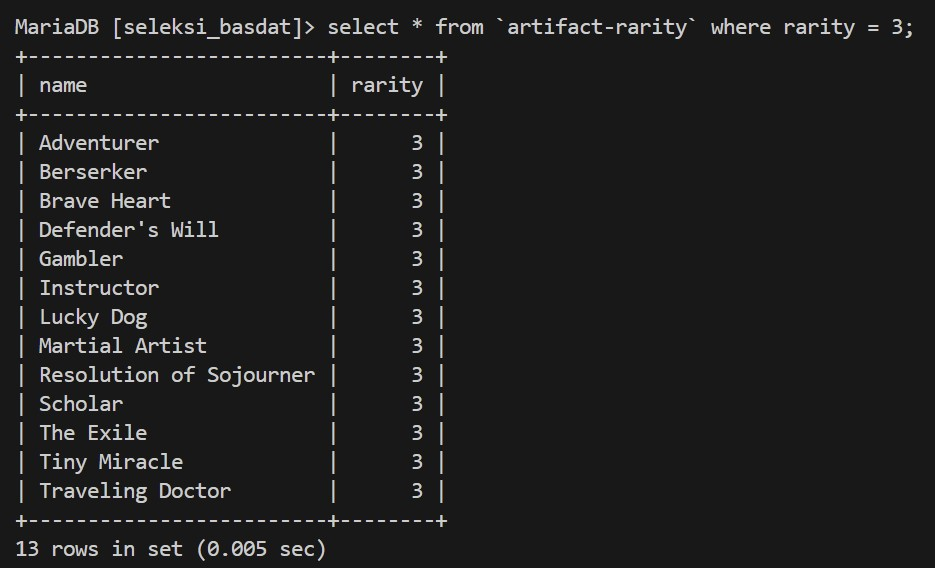 MariaDB [seleksi_basdat]> select * from `artifact-rarity` where rarity = 3;
+------------------------+--------+
| name                   | rarity |
+------------------------+--------+
| Adventurer             |      3 |
| Berserker              |      3 |
| Brave Heart            |      3 |
| Defender's Will        |      3 |
| Gambler                |      3 |
| Instructor             |      3 |
| Lucky Dog              |      3 |
| Martial Artist         |      3 |
| Resolution of Sojourner |      3 |
| Scholar                |      3 |
| The Exile              |      3 |
| Tiny Miracle           |      3 |
| Traveling Doctor       |      3 |
+------------------------+--------+
13 rows in set (0.005 sec)